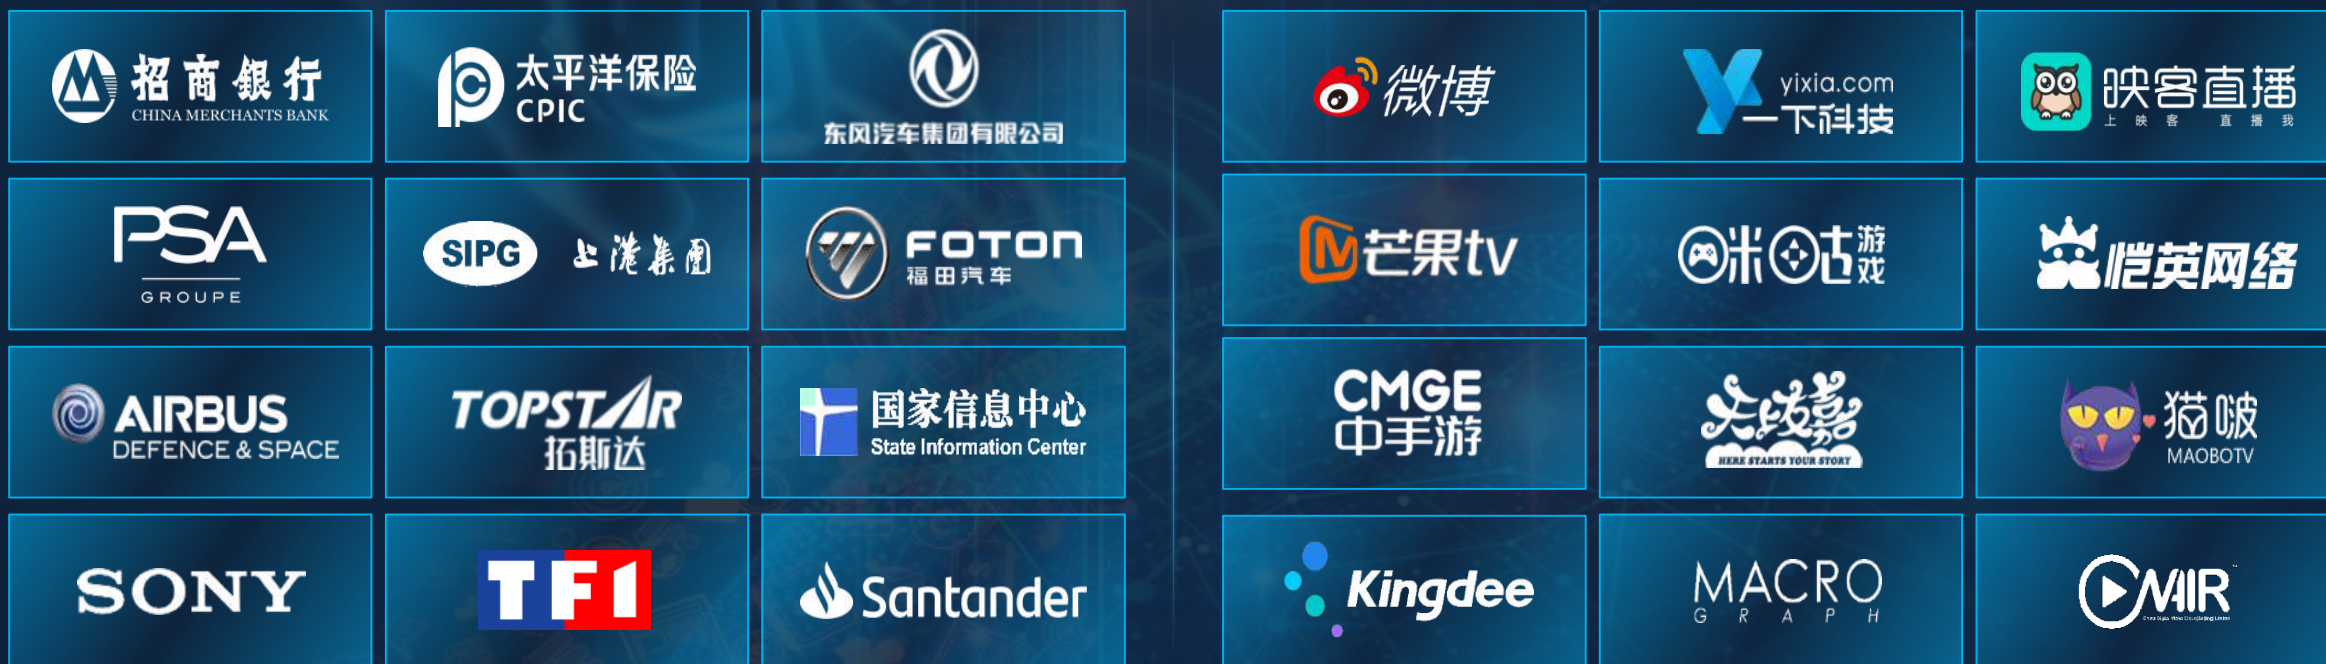 招商銀行
CHINA MERCHANTS BANK
太平洋保险
CPIC
东风汽车集团有限公司
微博
yixia.com
一下科技
映客直播
上映客 直播我
PSA
GROUPE
SIPG 上港集團
FOTON
福田汽车
芒果tv
咪咕游戏
恺英网络
AIRBUS
DEFENCE & SPACE
TOPSTAR
拓斯达
国家信息中心
State Information Center
CMGE
中手游
HERE STARTS YOUR STORY
猫啵
MAOBOTV
SONY
TF1
Santander
Kingdee
MACRO
GRAPH